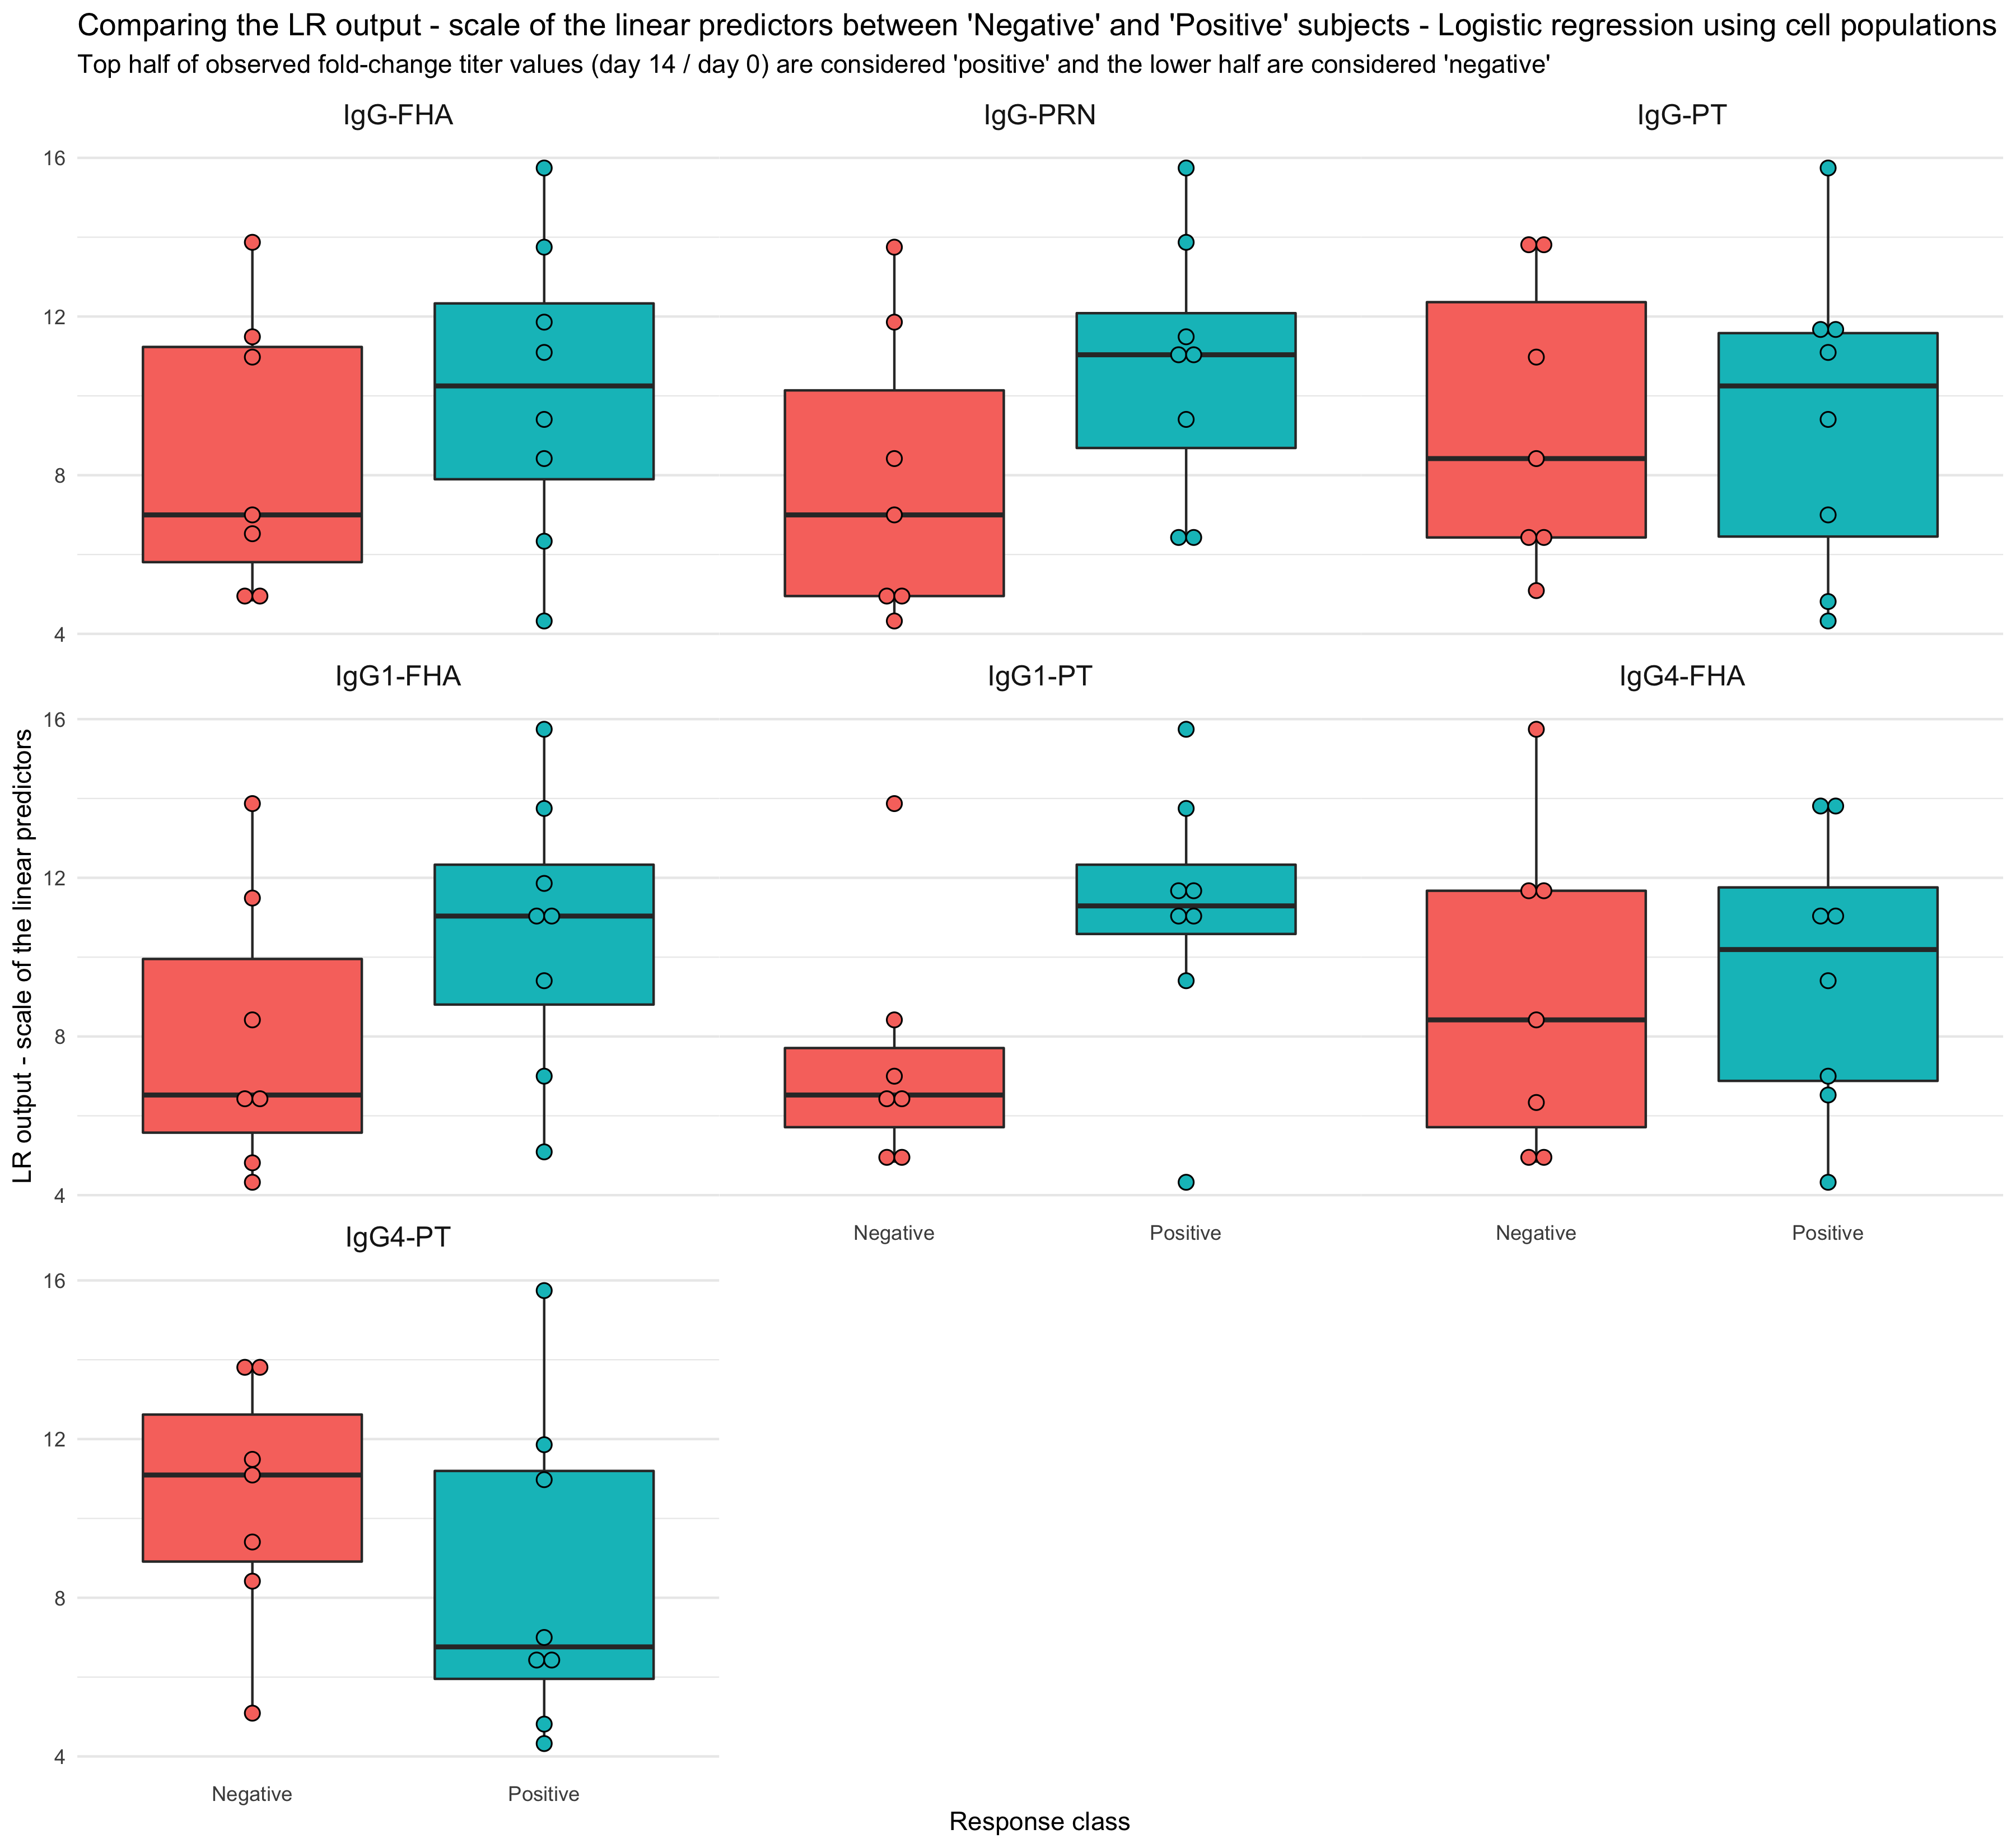 Comparing the LR output - scale of the linear predictors between 'Negative' and 'Positive' subjects - Logistic regression using cell populations
Top half of observed fold-change titer values (day 14 / day 0) are considered 'positive' and the lower half are considered 'negative'
IgG-FHA
IgG-PRN
IgG-PT
16
12
8
4
IgG1-FHA
IgG1-PT
IgG4-FHA
16
12
8
4
LR output - scale of the linear predictors
Negative
Positive
Negative
Positive
IgG4-PT
16
12
8
4
Negative
Positive
Response class